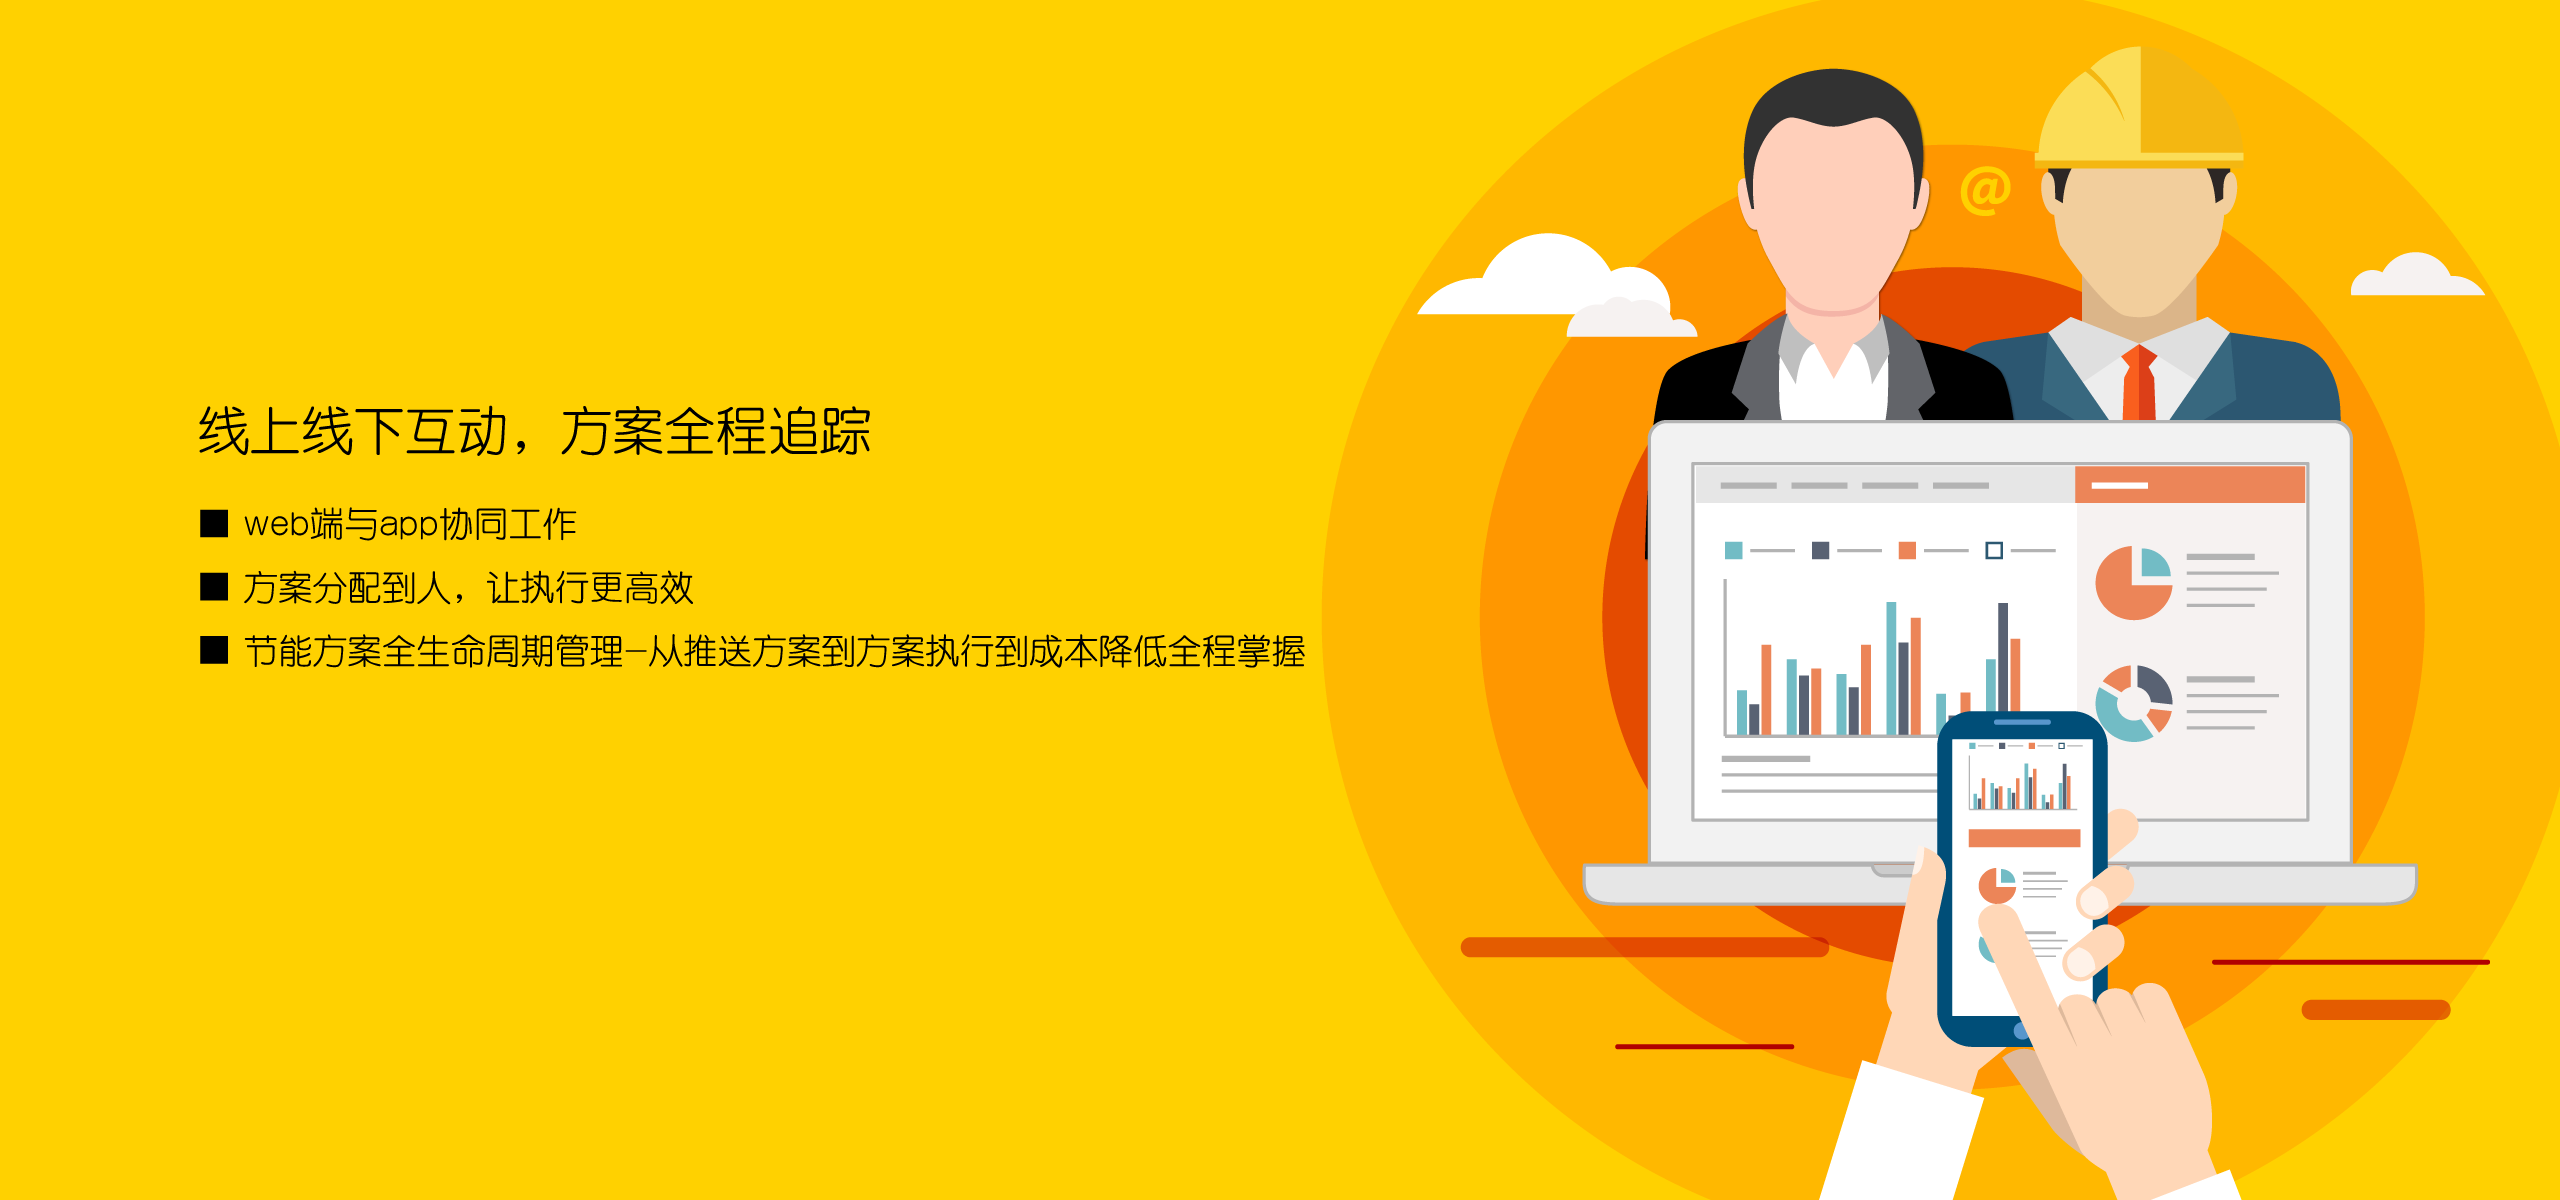 线上线下互动，方案全程追踪
■ web端与app协同工作
■ 方案分配到人，让执行更高效
■ 节能方案全生命周期管理-从推送方案到方案执行到成本降低全程掌握
@